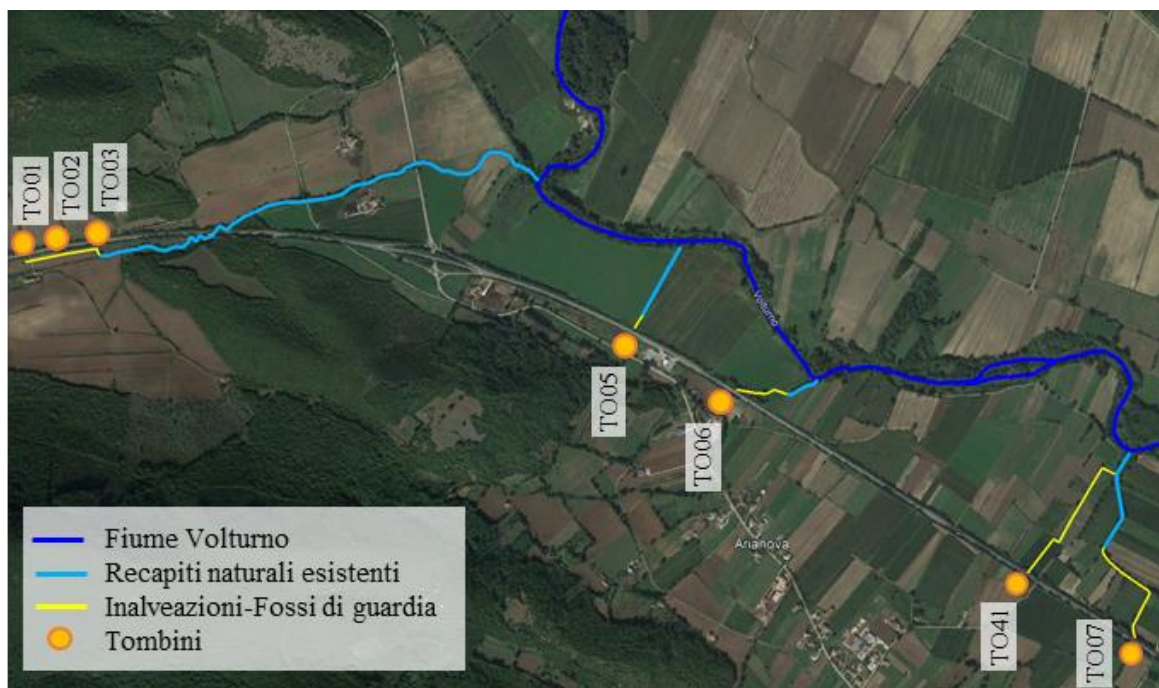 TO01
TO02
TO03
Volturno
TO05
TO06
Arianova
TO41
TO07
Fiume Volturno
Recapiti naturali esistenti
Inalveazioni-Fossi di guardia
Tombini